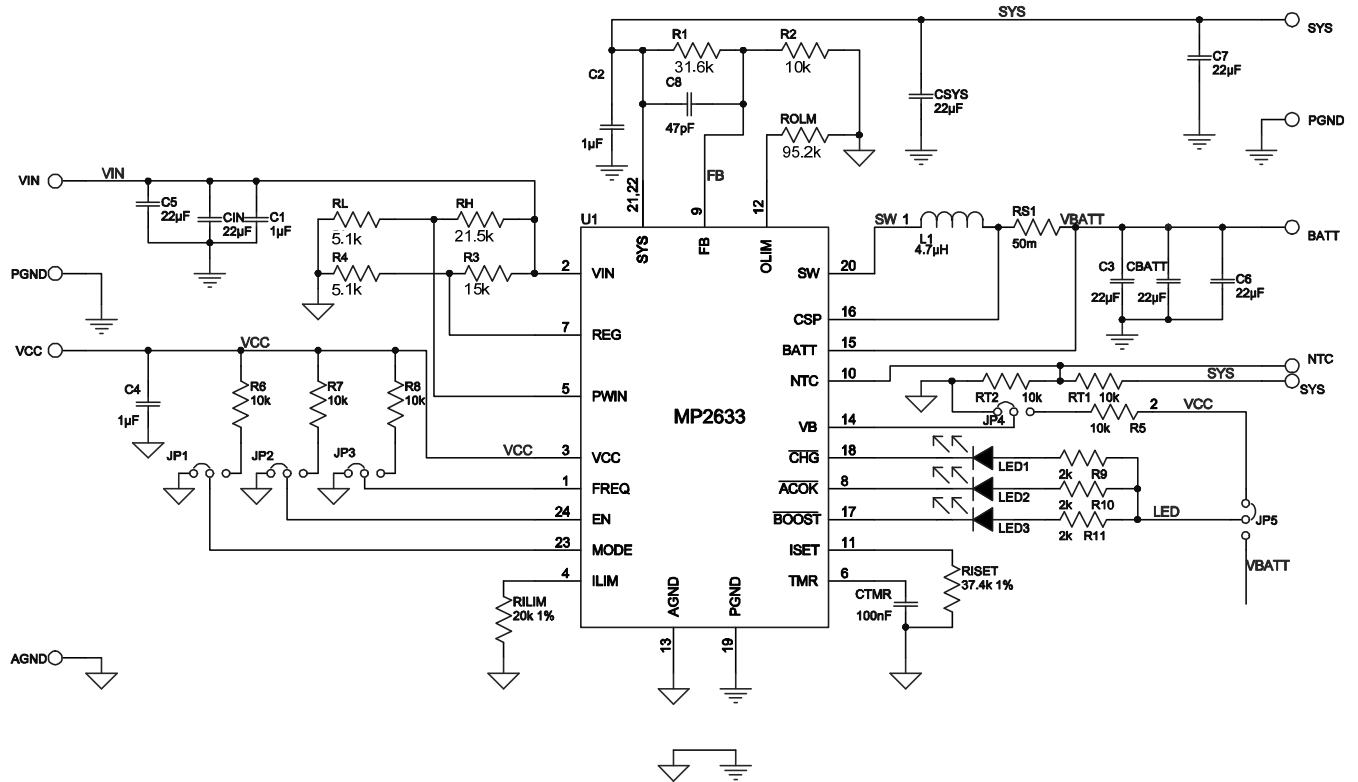 SYS
SYS
R1
31.6k
R2
10k
C2
1µF
C8
47pF
ROLM
95.2k
CSYS
22µF
C7
22µF
PGND
VIN
VIN
C5
22µF
CIN
22µF
C1
1µF
RL
5.1k
RH
21.5k
R4
5.1k
R3
15k
PGND
21,22
FB
9
12
U1
SYS
FB
OLIM
SW 1
L1
4.7µH
RS1
50m
VBATT
BATT
2
VIN
SW
20
C3
22µF
CBATT
22µF
C6
22µF
CSP
16
7
REG
BATT
15
VCC
VCC
NTC
10
NTC
SYS
SYS
RT2
10k
RT1
10k
C4
1µF
R6
10k
R7
10k
R8
10k
5
PWIN
MP2633
VB
14
JP4
10k
R5
2
VCC
JP1
JP2
JP3
VCC
3
VCC
CHG
18
LED1
2k
R9
1
FREQ
ACOK
8
LED2
2k
R10
24
EN
BOOST
17
LED3
2k
R11
LED
JP5
VBATT
23
MODE
ISET
11
RISET
37.4k 1%
4
ILIM
RILIM
20k 1%
TMR
6
CTMR
100nF
AGND
PGND
13
19
AGND